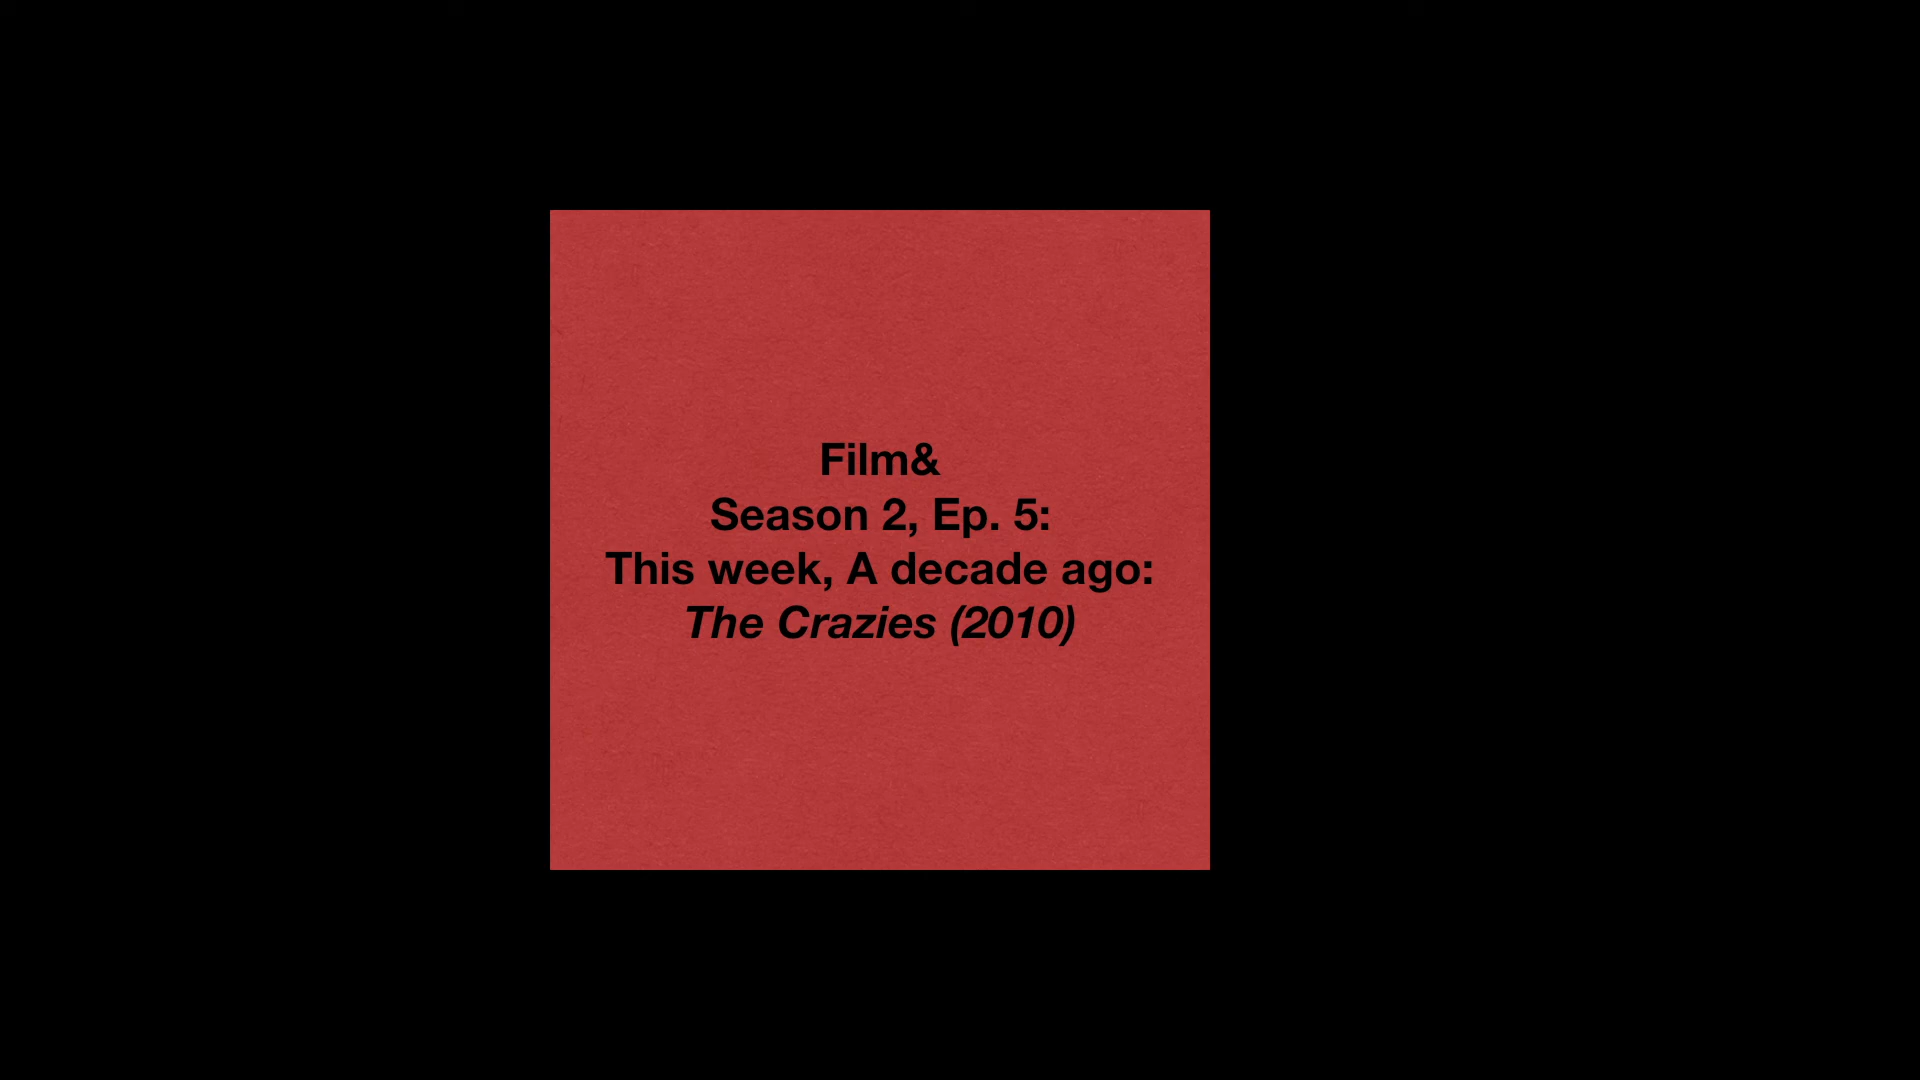 Film&
Season 2, Ep. 5:
This week, A decade ago:
The Crazies (2010)